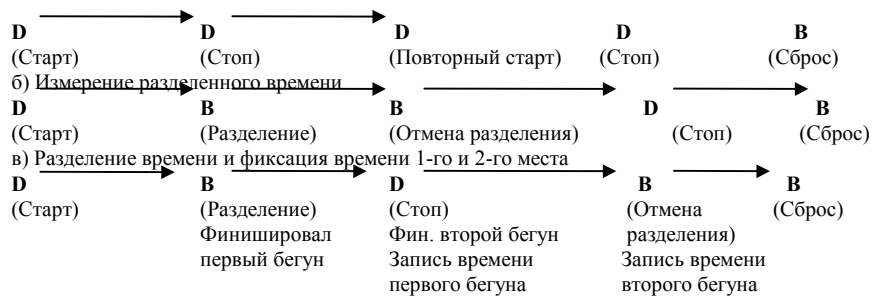 D D D D B
(Старт) (Стоп) (Повторный старт) (Стоп) (Сброс)
б) Измерение разделенного времени
D B B D B
(Старт) (Разделение) (Отмена разделения) (Стоп) (Сброс)
в) Разделение времени и фиксация времени 1-го и 2-го места
D B D B B
(Старт) (Разделение) (Стоп) (Отмена (Сброс)
Финишировал Фин. второй бегун разделения)
первый бегун Запись времени Запись времени
первого бегуна второго бегуна